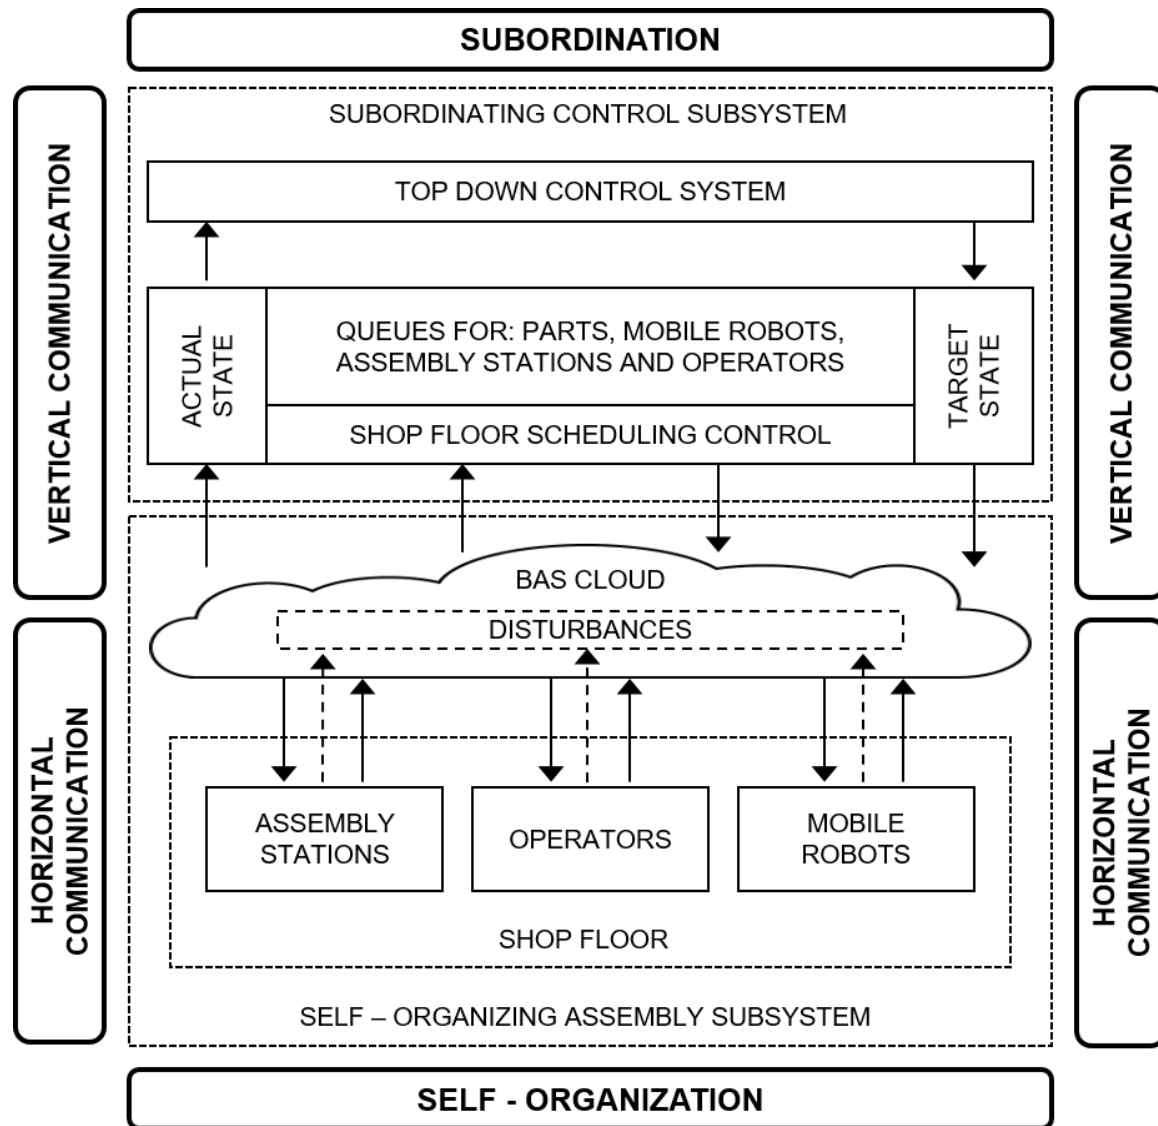 SUBORDINATION
SUBORDINATING CONTROL SUBSYSTEM
TOP DOWN CONTROL SYSTEM
VERTICAL COMMUNICATION
ACTUAL
STATE
QUEUES FOR: PARTS, MOBILE ROBOTS,
ASSEMBLY STATIONS AND OPERATORS
SHOP FLOOR SCHEDULING CONTROL
TARGET
STATE
VERTICAL COMMUNICATION
BAS CLOUD
DISTURBANCES
HORIZONTAL
COMMUNICATION
ASSEMBLY
STATIONS
OPERATORS
MOBILE
ROBOTS
HORIZONTAL
COMMUNICATION
SHOP FLOOR
SELF – ORGANIZING ASSEMBLY SUBSYSTEM
SELF - ORGANIZATION